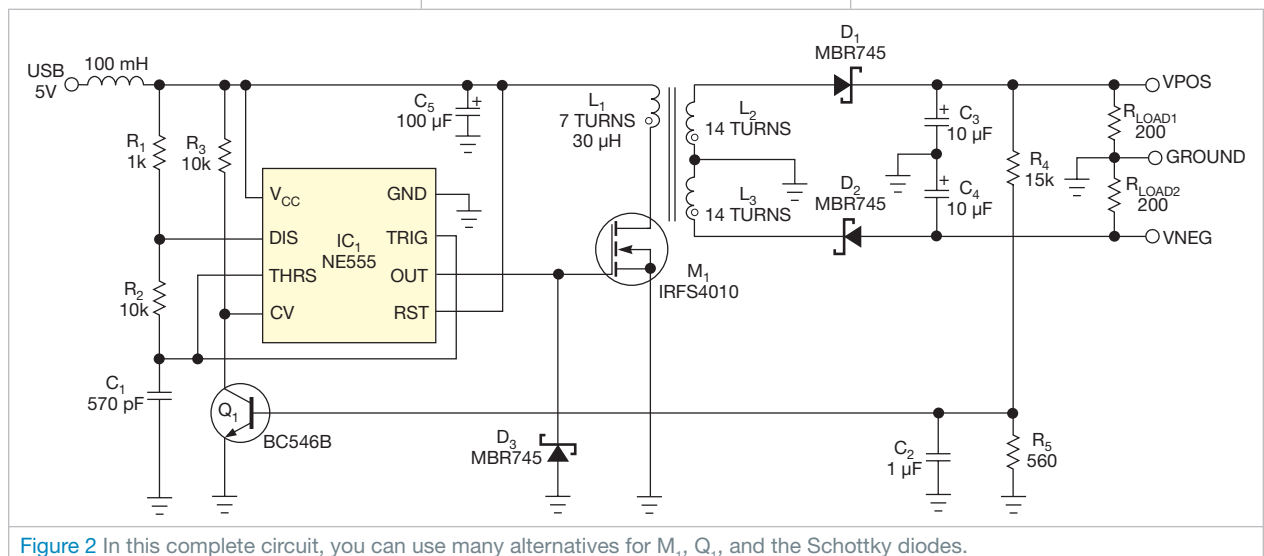 USB
5V
100 mH
R1
1k
R3
10k
R2
10k
C1
570 pF
Q1
BC546B
VCC
DIS
THRS
CV
IC1
NE555
GND
TRIG
OUT
RST
C5
+
100 µF
L1
7 TURNS
30 µH
M1
IRFS4010
D3
MBR745
L2
14 TURNS
L3
14 TURNS
D1
MBR745
D2
MBR745
+
C3
10 µF
+
C4
10 µF
R4
15k
C2
1 µF
R5
560
VPOS
RLOAD1
200
GROUND
RLOAD2
200
VNEG
Figure 2 In this complete circuit, you can use many alternatives for M1, Q1, and the Schottky diodes.